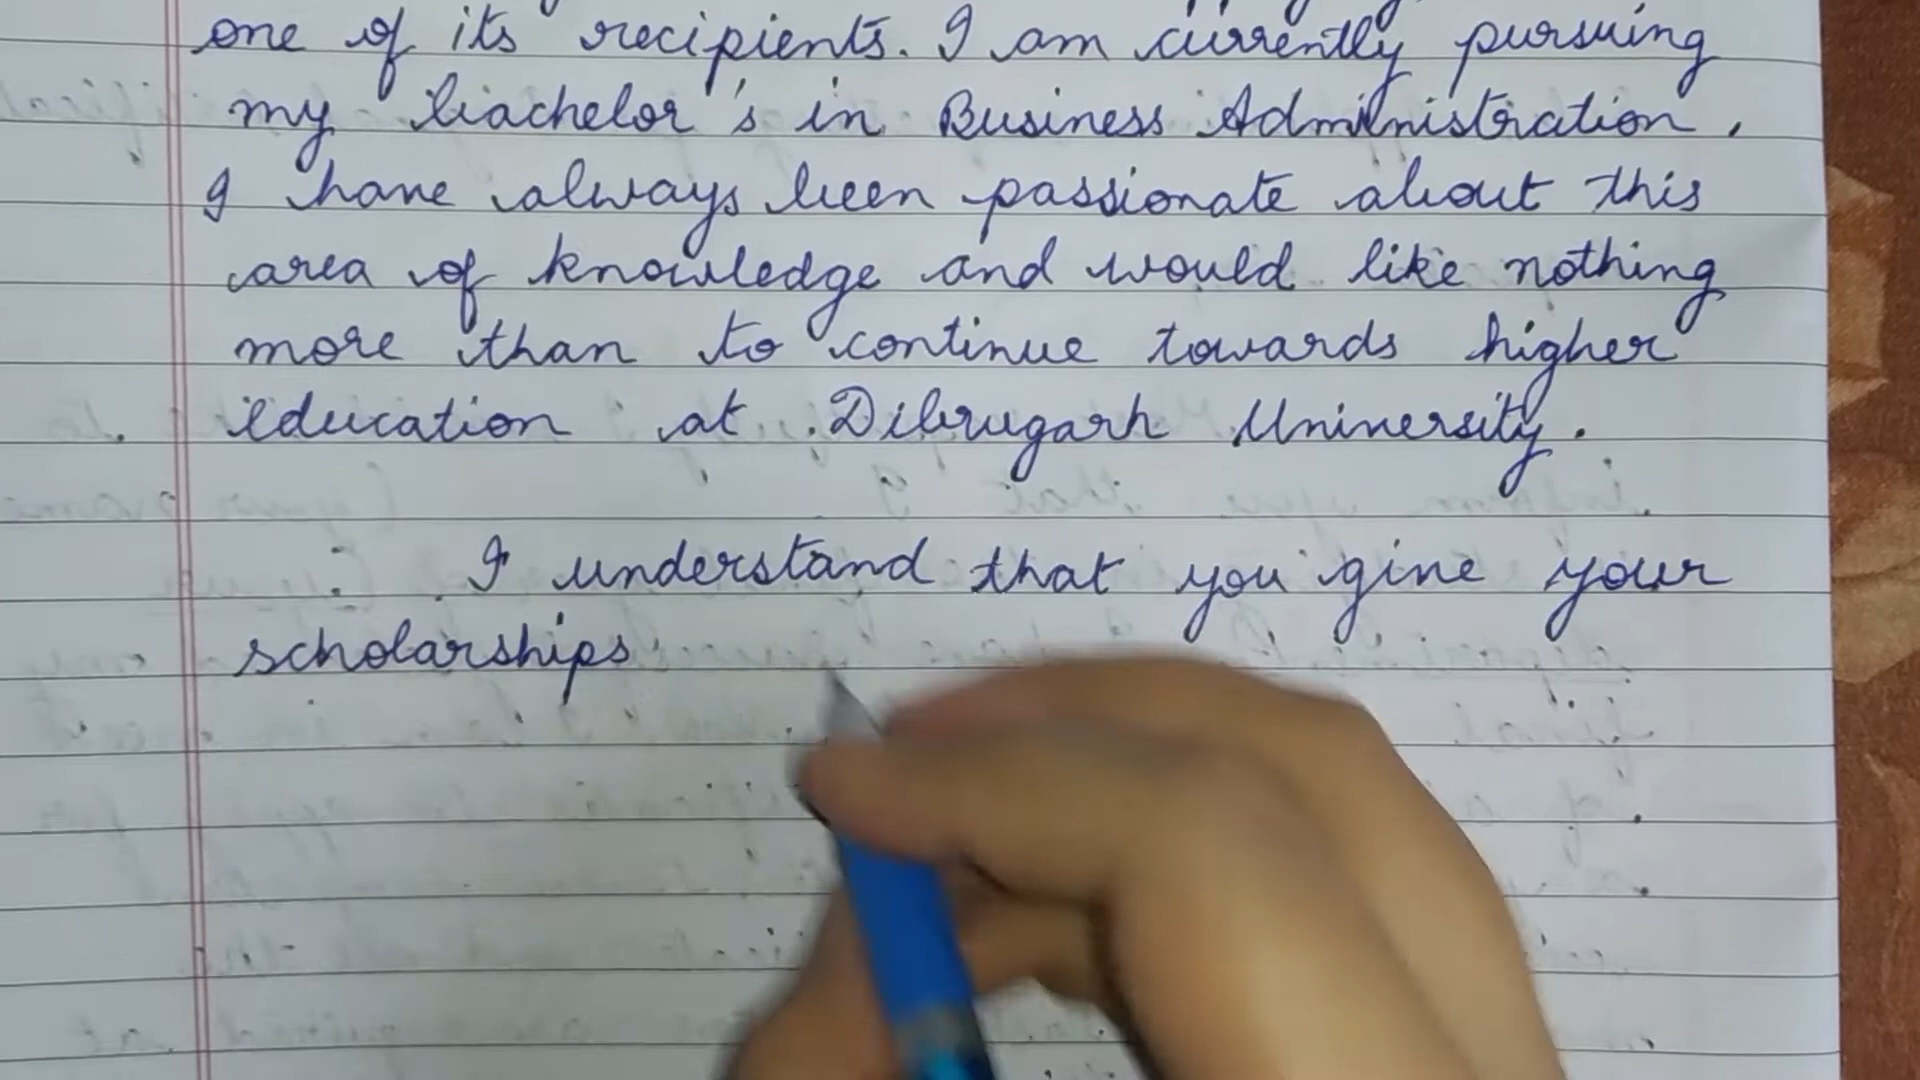 one of its recipients. I am currently pursuing
my bachelor's in Business Administration.
I have always been passionate about this
area of knowledge and would like nothing
more than to continue towards higher
education at Dibrugarh University.
I understand that you give your
scholarships